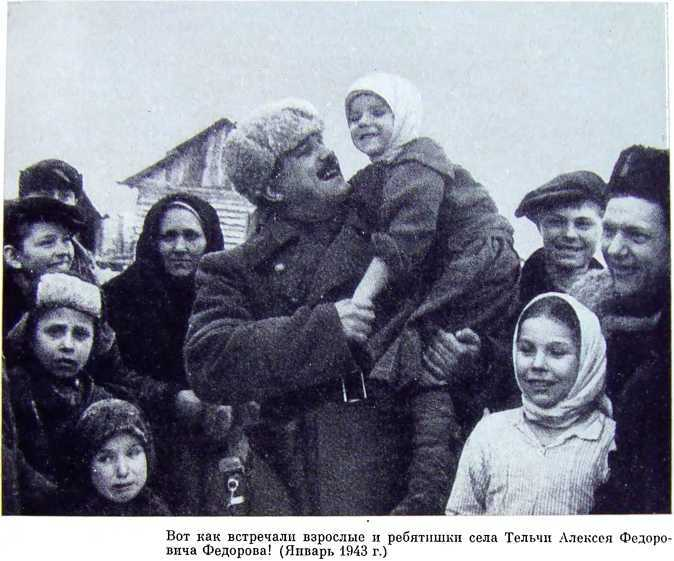 Вот как встречали взрослые и ребятишки села Тельчи Алексея Федоро-
вича Федорова! (Январь 1943 г.)